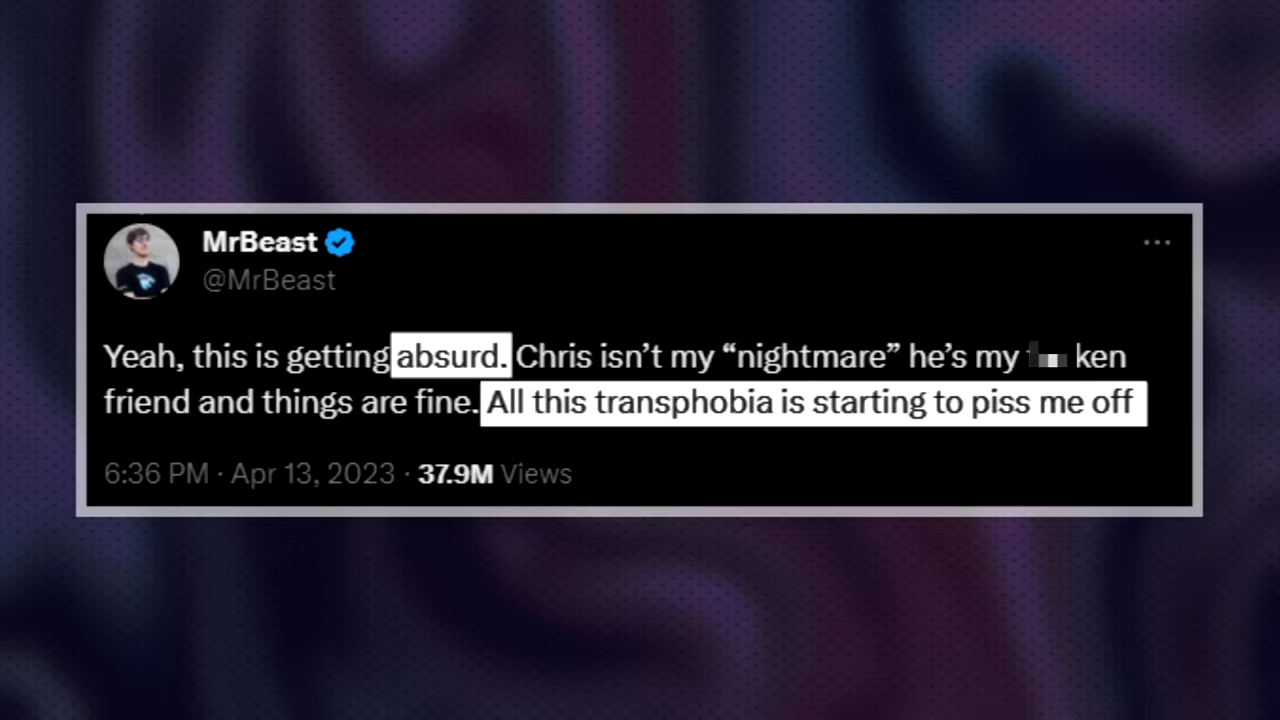 MrBeast
@MrBeast
Yeah, this is getting absurd. Chris isn’t my “nightmare” he’s my ken
friend and things are fine. All this transphobia is starting to piss me off
6:36 PM · Apr 13, 2023 · 37.9M Views